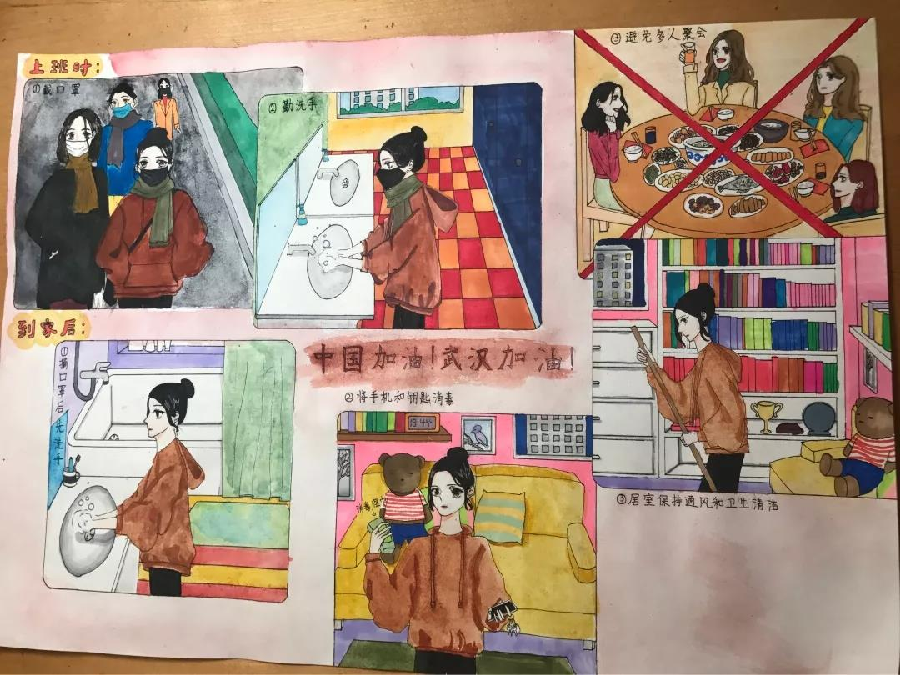 上班时:
①戴口罩
②勤洗手
③避免多人聚会
到家后:
①摘口罩后先洗手
中国加油!武汉加油!
②将手机和钥匙消毒
③居室保持通风和卫生清洁